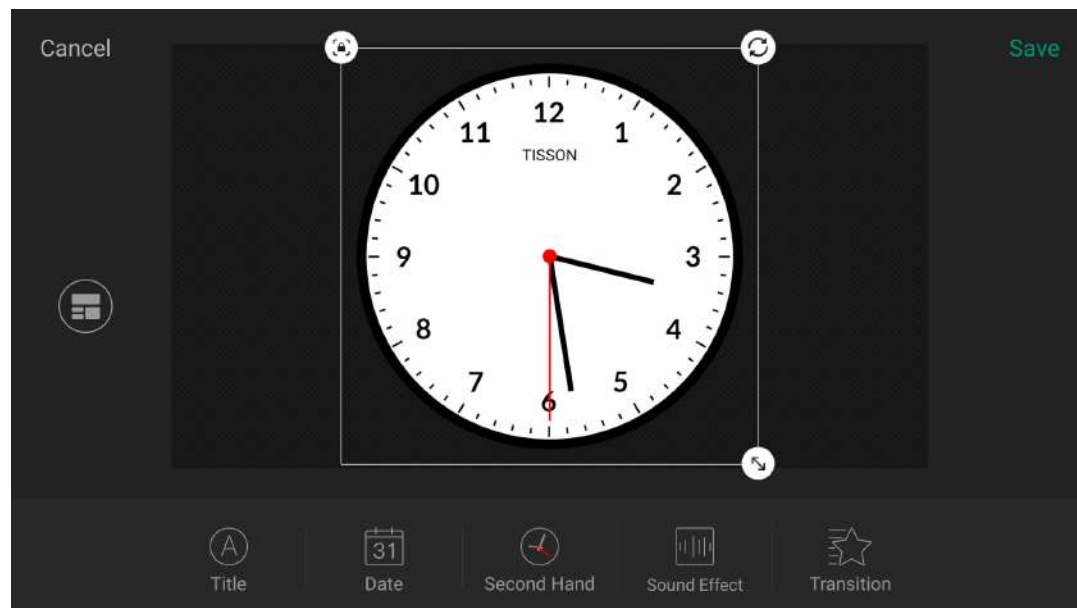 Cancel
Save
12
11
1
TISSON
10
2
9
3
8
4
7
5
6
A
31
Title
Date
Second Hand
Sound Effect
Transition